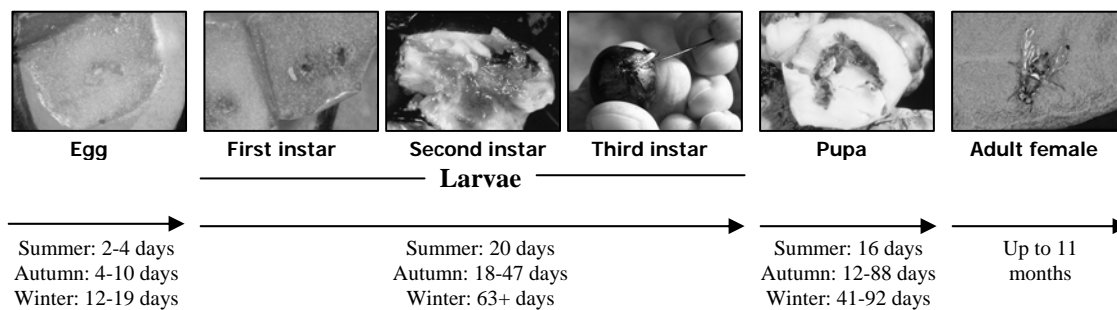 Egg
First instar
Second instar
Third instar
Pupa
Adult female
Larvae
Summer: 2-4 days
Autumn: 4-10 days
Winter: 12-19 days
Summer: 20 days
Autumn: 18-47 days
Winter: 63+ days
Summer: 16 days
Autumn: 12-88 days
Winter: 41-92 days
Up to 11
months